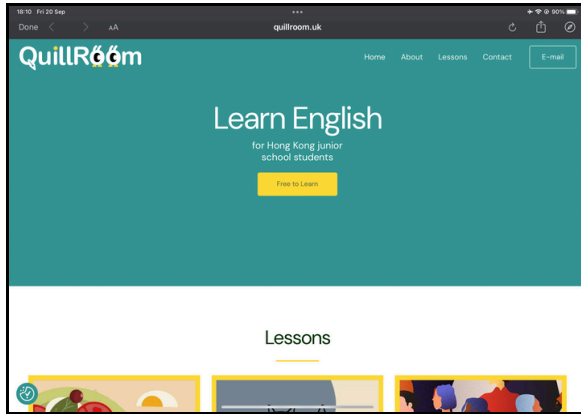 18:10 Fri 20 Sep
90%
Done
AA
quillroom.uk
QuillRoom
Home About Lessons Contact E-mail
Learn English
for Hong Kong junior
school students
Free to Learn
Lessons